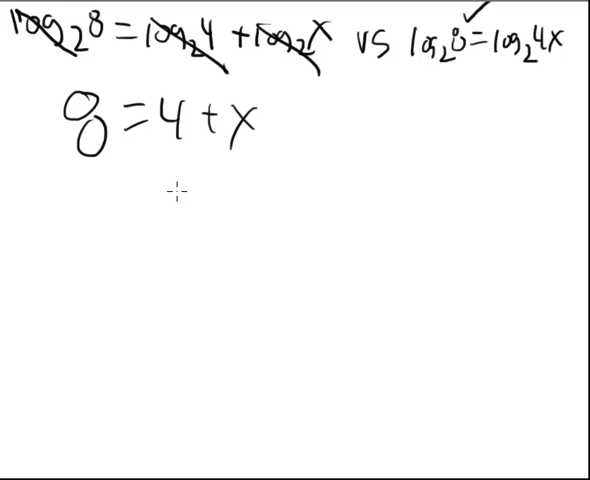 log₂8 = log₂4 + log₂x vs log₂8 = log₂4x
8 = 4 + x